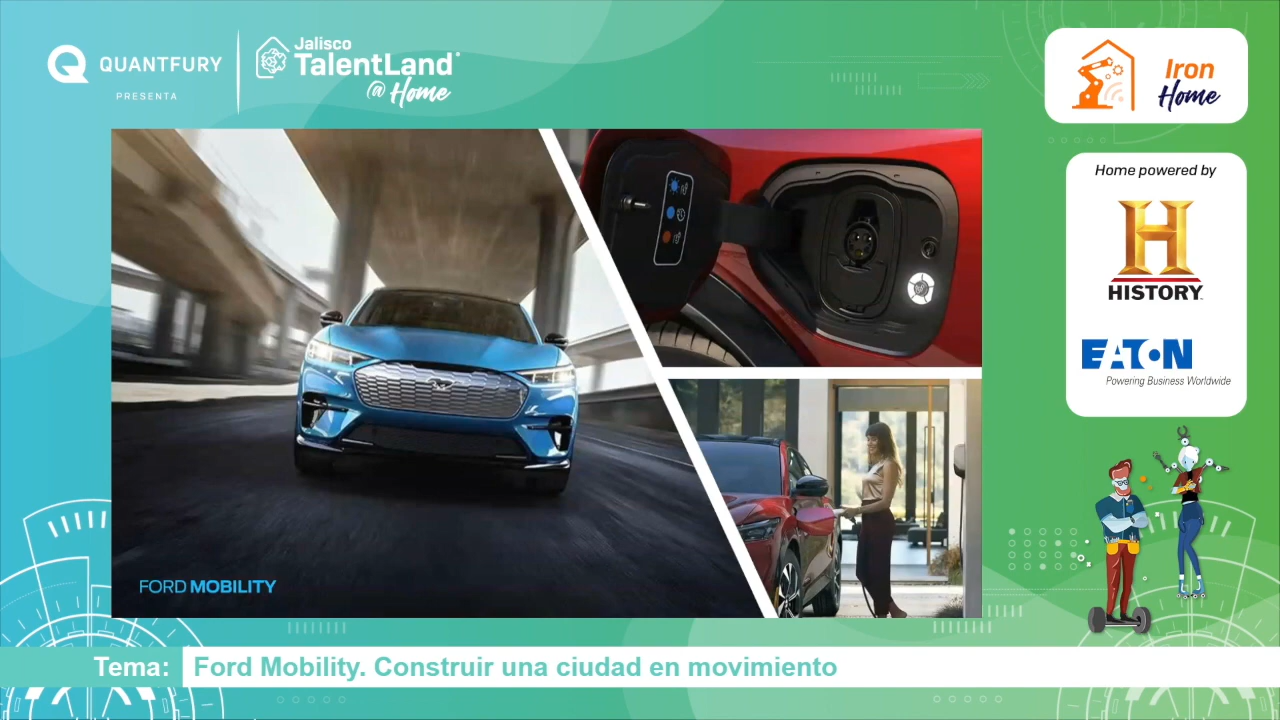 QUANTFURY
PRESENTA
Jalisco
TalentLand
@Home
Iron
Home
Home powered by
H
HISTORY
EATON
Powering Business Worldwide
FORD MOBILITY
Tema: Ford Mobility. Construir una ciudad en movimiento